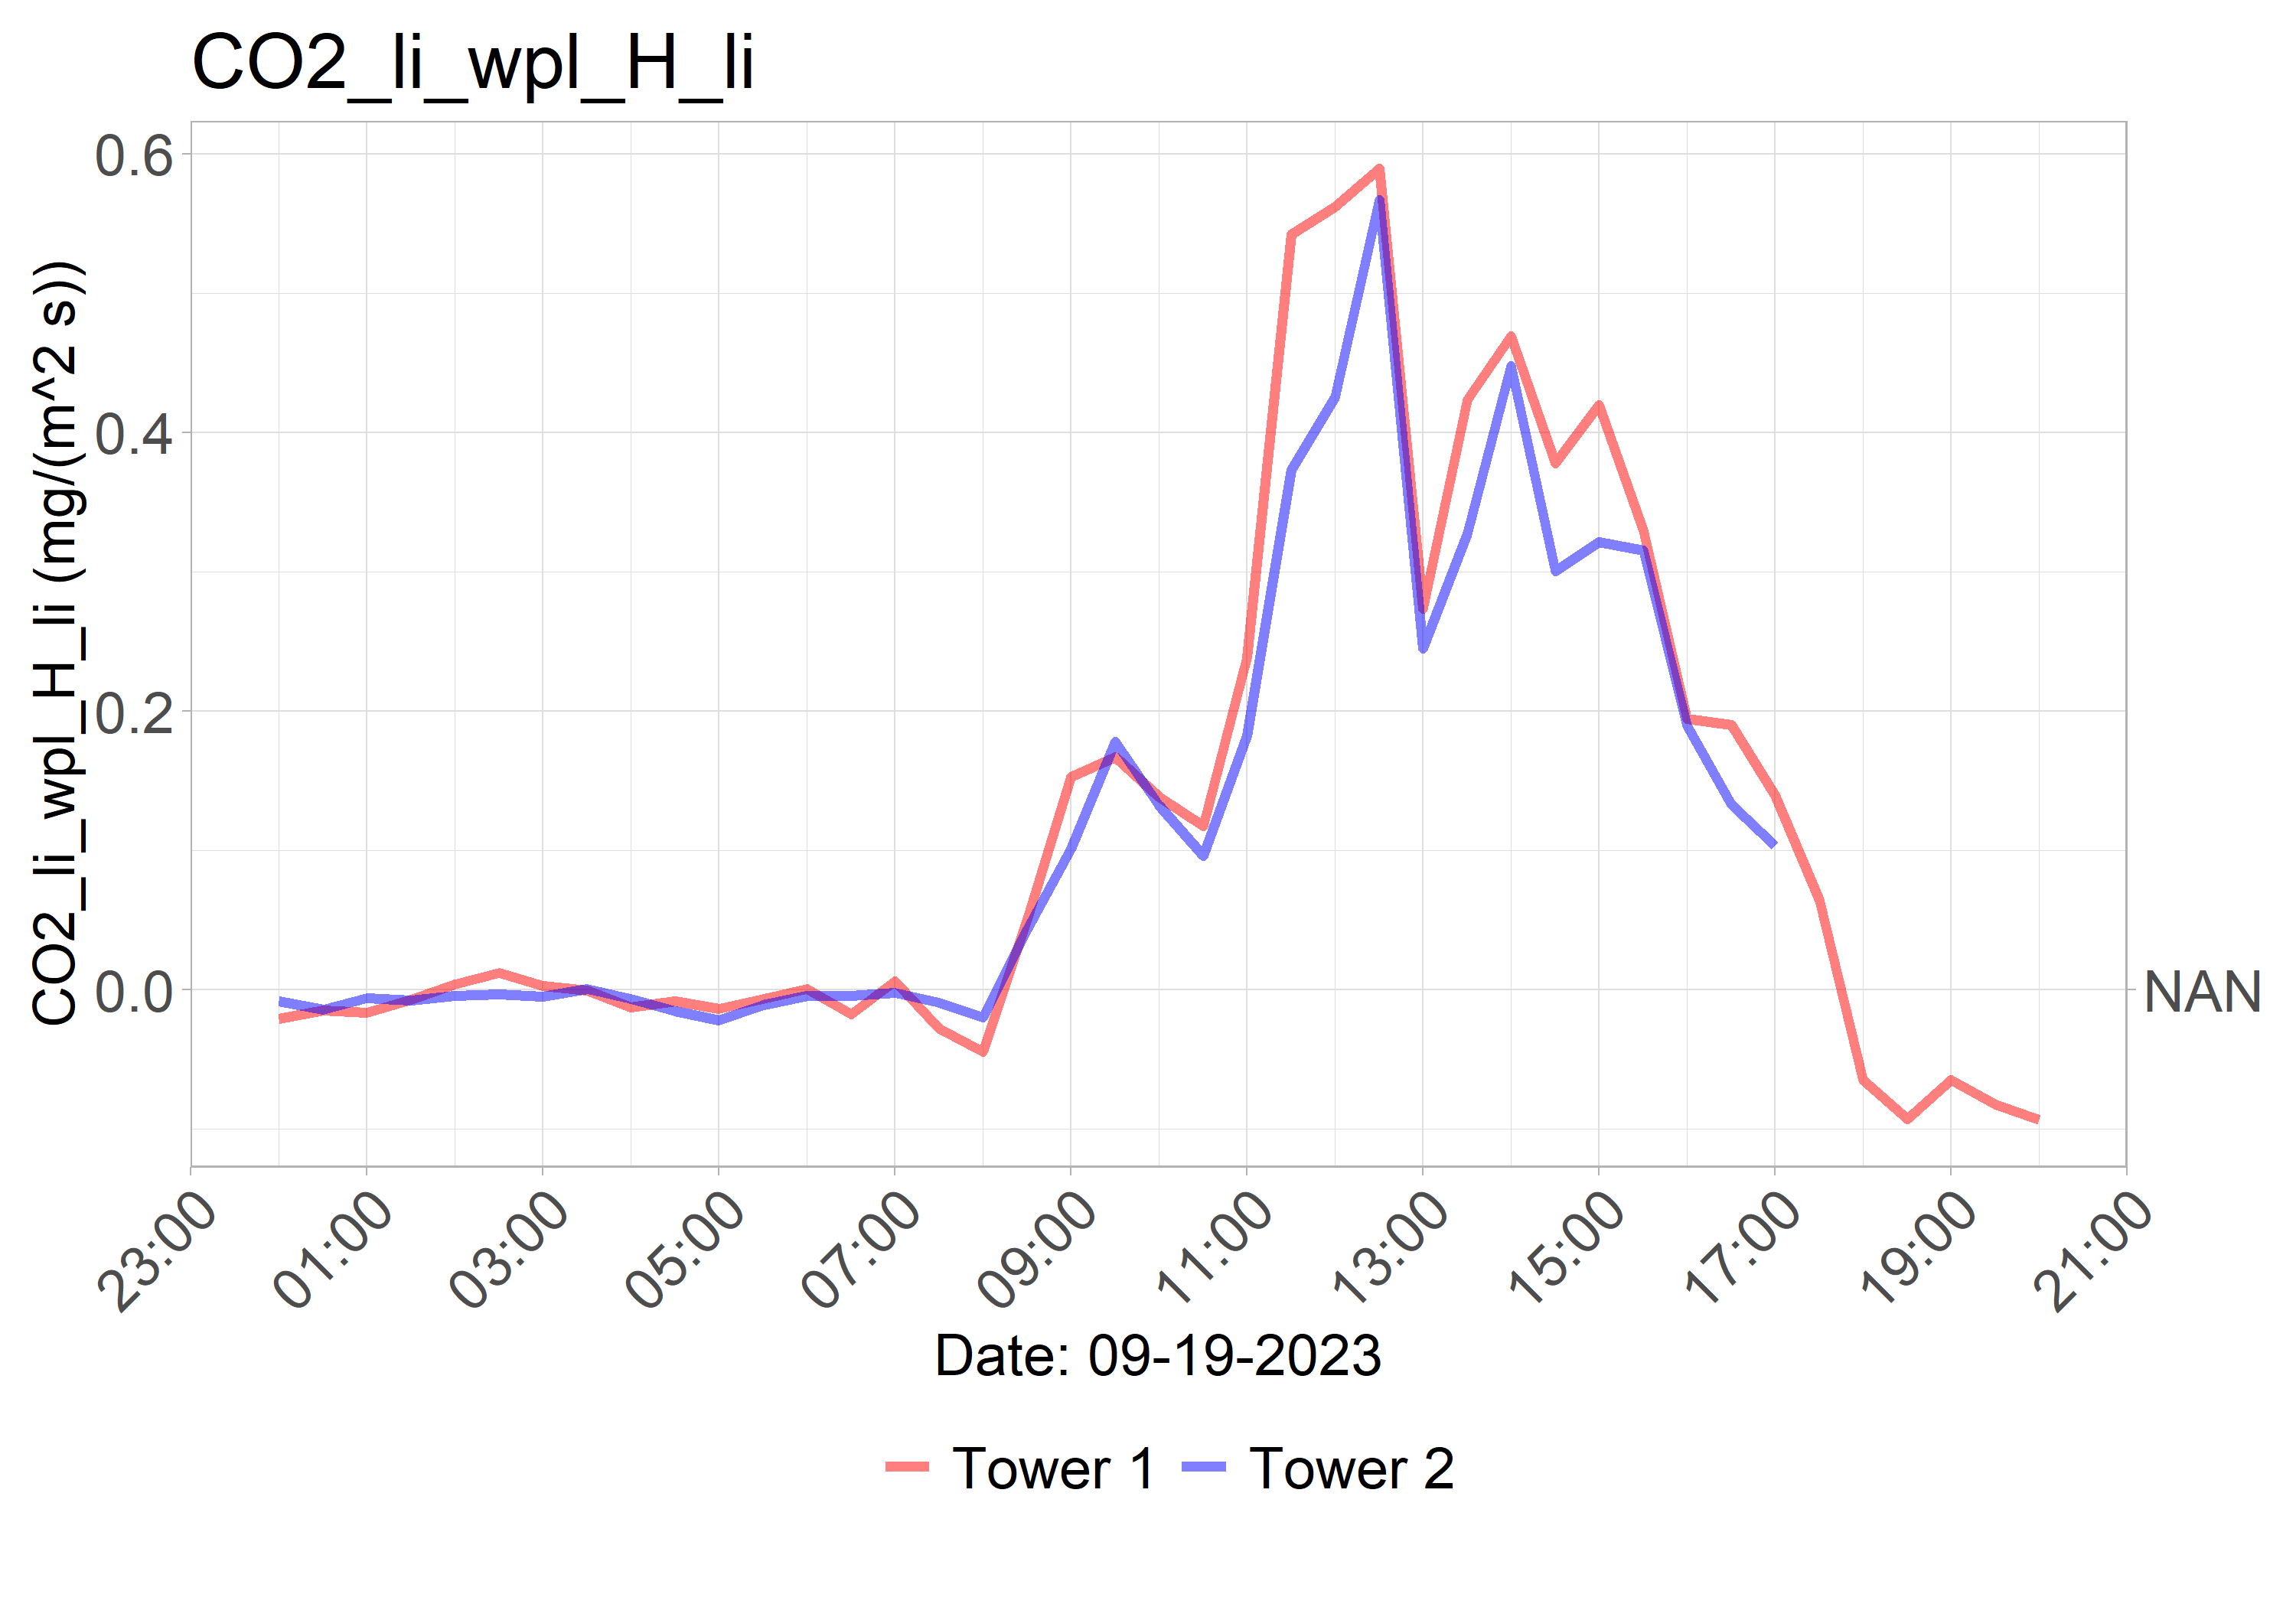 CO2_li_wpl_H_li
CO2_li_wpl_H_li (mg/(m^2 s))
0.6
0.4
0.2
0.0
NAN
23:00 01:00 03:00 05:00 07:00 09:00 11:00 13:00 15:00 17:00 19:00 21:00
Date: 09-19-2023
Tower 1 Tower 2